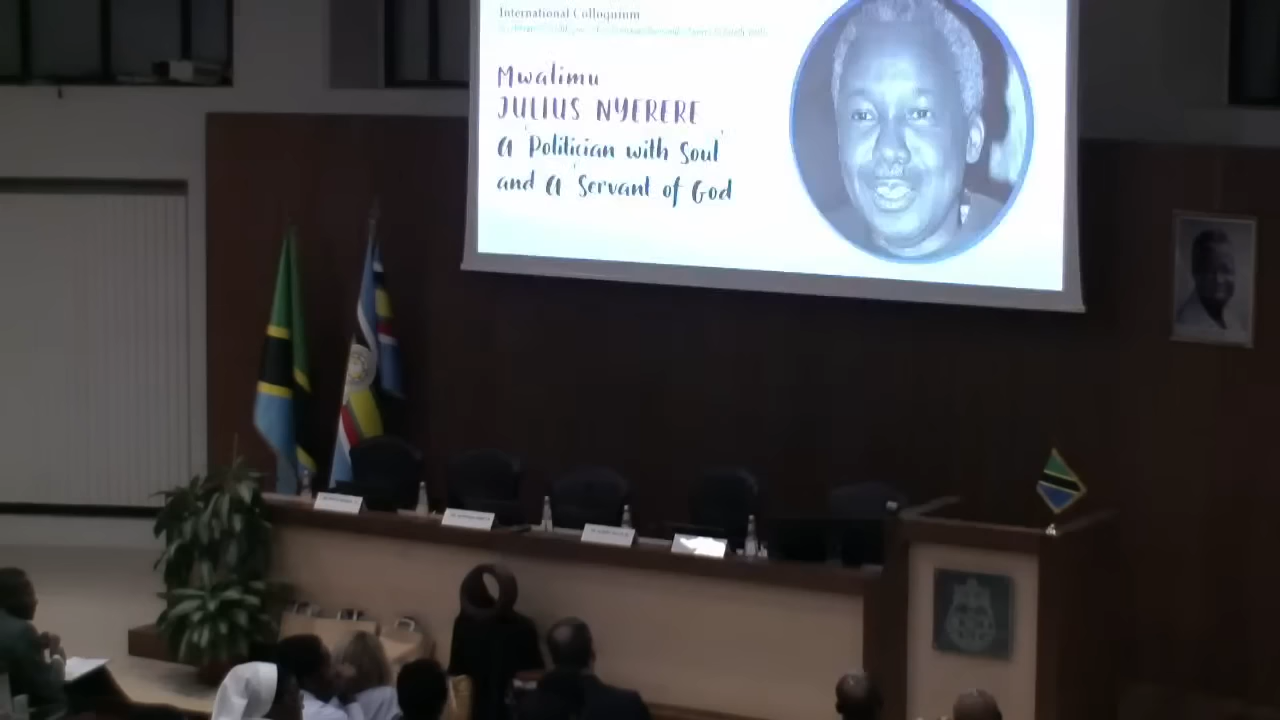 International Colloquium
Mwalimu
JULIUS NYERERE
A Politician with Soul
and A Servant of God